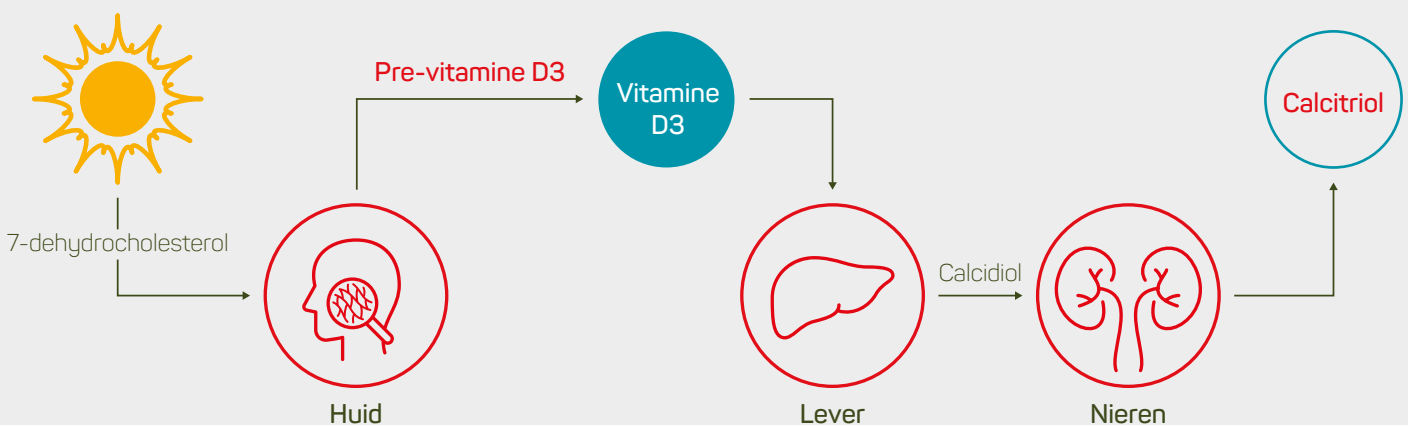 7-dehydrocholesterol
Huid
Pre-vitamine D3
Vitamine
D3
Lever
Calcidiol
Nieren
Calcitriol